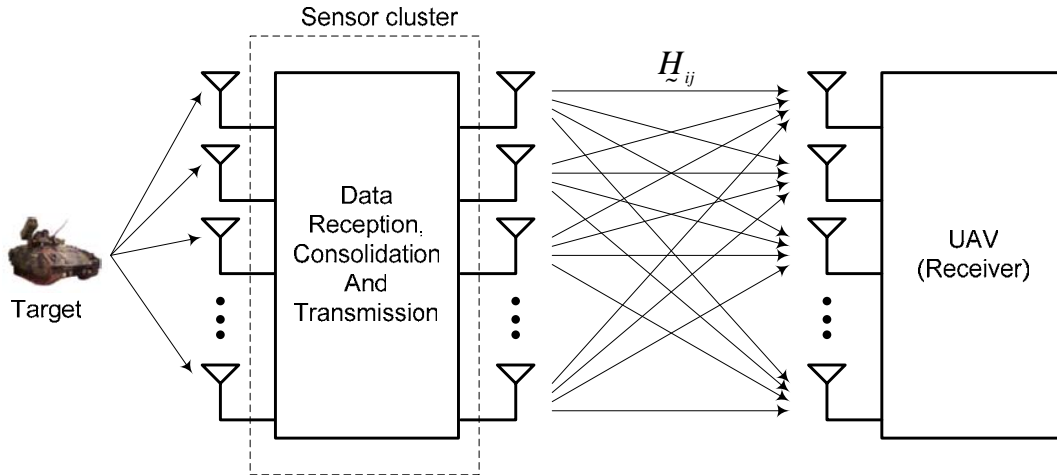 Sensor cluster
H ij
Data
Reception,
Consolidation
And
Transmission
UAV
(Receiver)
Target